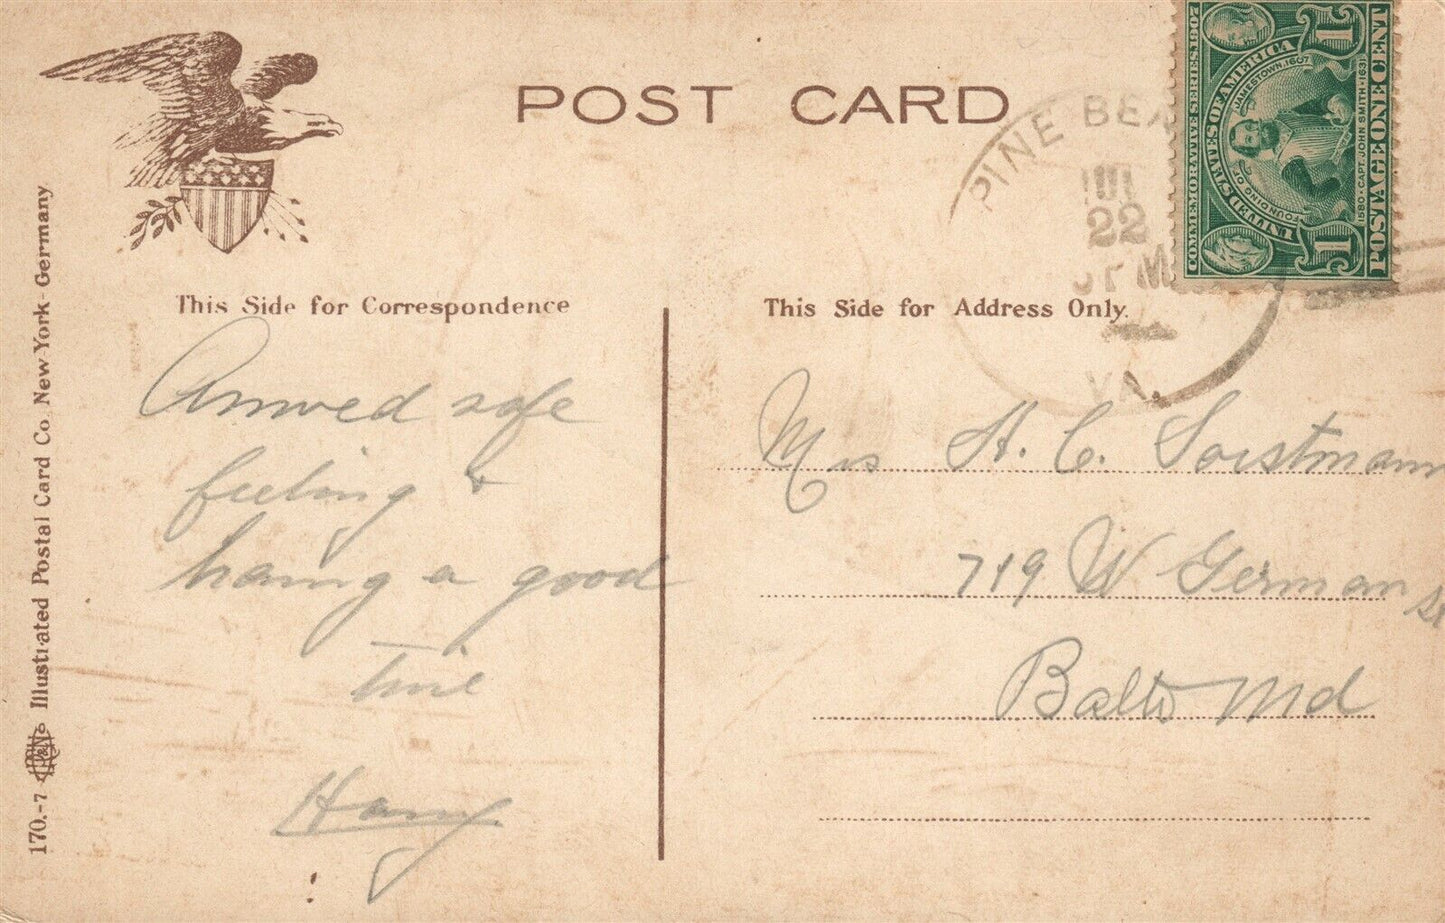 POST CARD
This Side for Correspondence
This Side for Address Only.
PINE BEA
22
M
VA.
COMMEMORATIVE SERIES 1907
UNITED STATES OF AMERICA
FOUNDING OF JAMESTOWN, 1607
1580 · CAPT. JOHN SMITH · 1631
POSTAGE ONE CENT
1
1
Arrived safe
feeling &
having a good
time
Harry
Mrs H. C. Sorstmann
719 W German St
Balto Md
170.-7 Illustrated Postal Card Co. New York - Germany